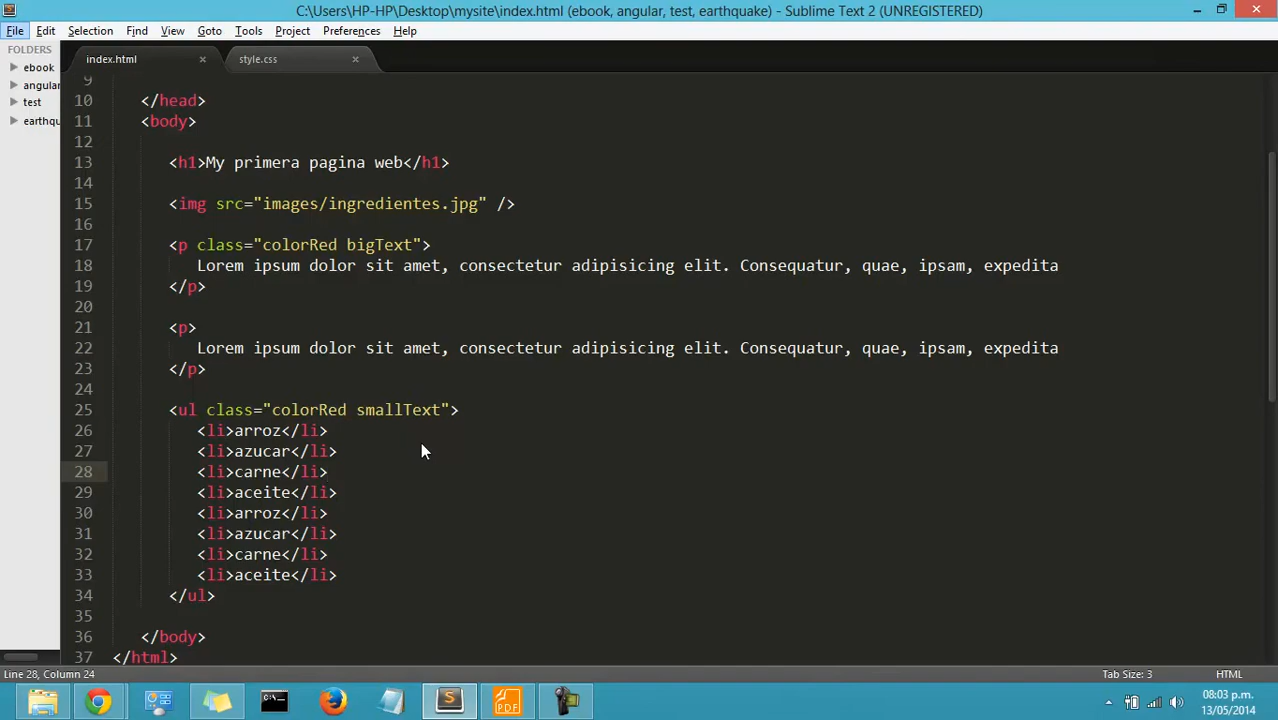 C:\Users\HP-HP\Desktop\mysite\index.html (ebook, angular, test, earthquake) - Sublime Text 2 (UNREGISTERED)
File Edit Selection Find View Goto Tools Project Preferences Help
FOLDERS
ebook
angular
test
earthqu
index.html
style.css
9
10 </head>
11 <body>
12
13 <h1>My primera pagina web</h1>
14
15 <img src="images/ingredientes.jpg" />
16
17 <p class="colorRed bigText">
18 Lorem ipsum dolor sit amet, consectetur adipisicing elit. Consequatur, quae, ipsam, expedita
19 </p>
20
21 <p>
22 Lorem ipsum dolor sit amet, consectetur adipisicing elit. Consequatur, quae, ipsam, expedita
23 </p>
24
25 <ul class="colorRed smallText">
26 <li>arroz</li>
27 <li>azucar</li>
28 <li>carne</li>
29 <li>aceite</li>
30 <li>arroz</li>
31 <li>azucar</li>
32 <li>carne</li>
33 <li>aceite</li>
34 </ul>
35
36 </body>
37 </html>
Line 28, Column 24
Tab Size: 3
HTML
C:\
S
PDF
08:03 p.m.
13/05/2014